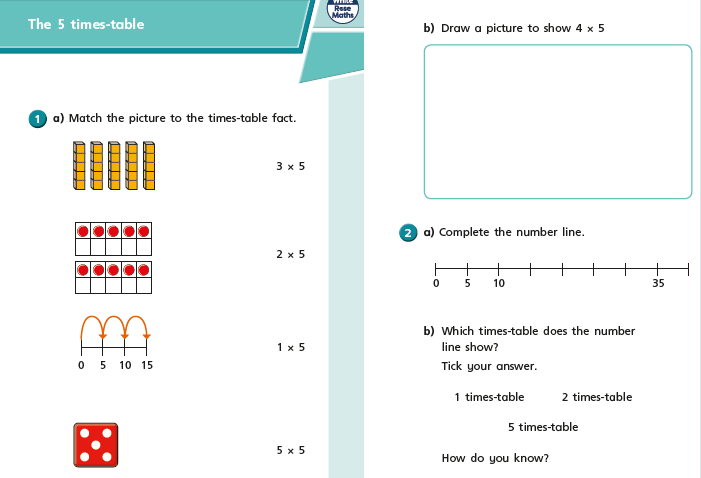 The 5 times-table
White
Rose
Maths
1 a) Match the picture to the times-table fact.
3 × 5
2 × 5
0 5 10 15
1 × 5
5 × 5
b) Draw a picture to show 4 × 5
2 a) Complete the number line.
0 5 10 35
b) Which times-table does the number
line show?
Tick your answer.
1 times-table 2 times-table
5 times-table
How do you know?